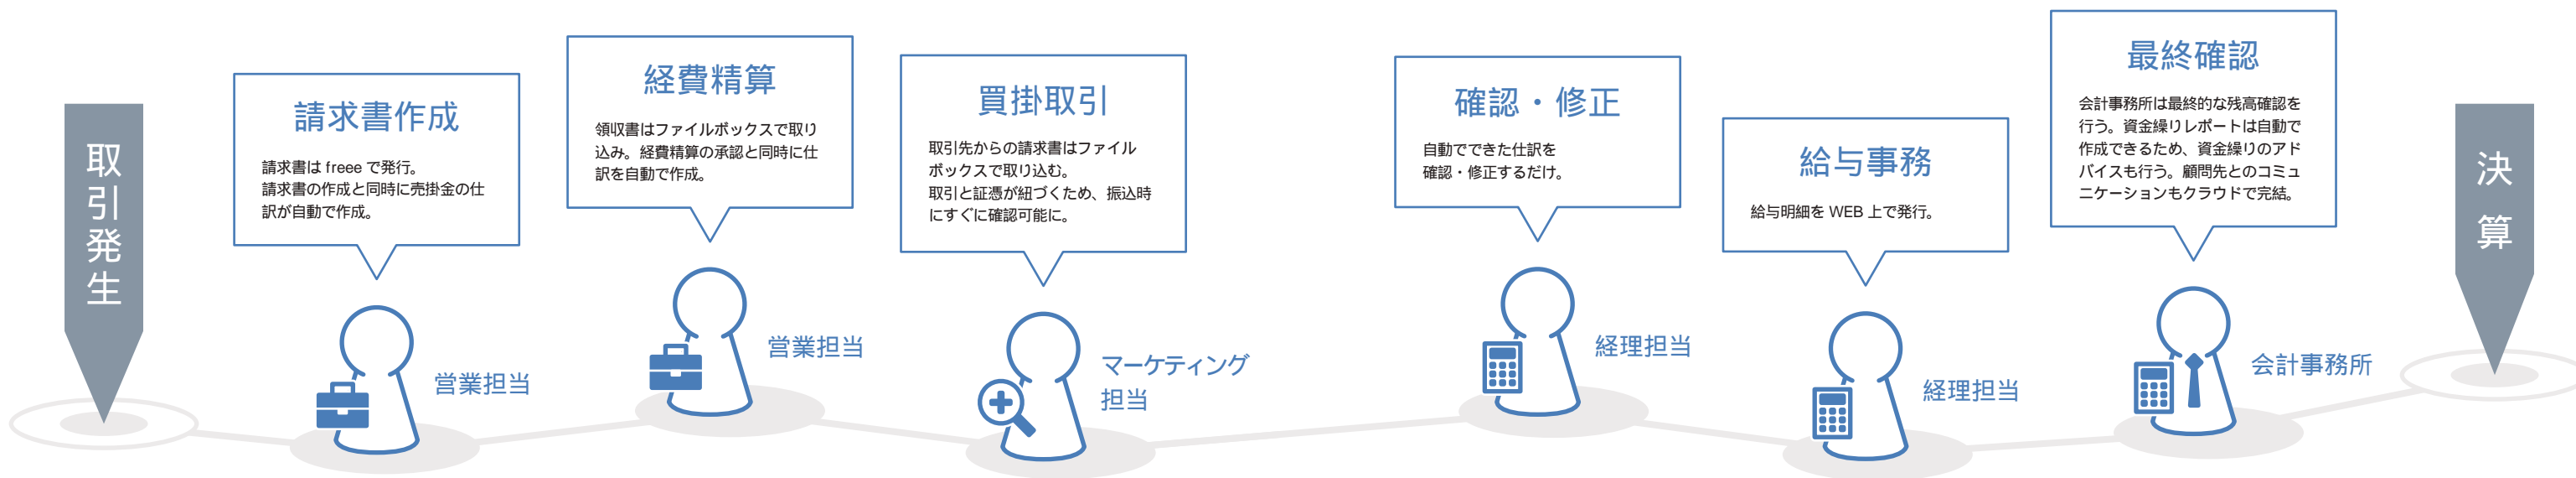 取引発生
請求書作成
請求書は freee で発行。
請求書の作成と同時に売掛金の仕
訳が自動で作成。
営業担当
経費精算
領収書はファイルボックスで取り
込み。経費精算の承認と同時に仕
訳を自動で作成。
営業担当
買掛取引
取引先からの請求書はファイル
ボックスで取り込む。
取引と証憑が紐づくため、振込時
にすぐに確認可能に。
マーケティング
担当
確認・修正
自動でできた仕訳を
確認・修正するだけ。
経理担当
給与事務
給与明細を WEB 上で発行。
経理担当
最終確認
会計事務所は最終的な残高確認を
行う。資金繰りレポートは自動で
作成できるため、資金繰りのアド
バイスも行う。顧問先とのコミュ
ニケーションもクラウドで完結。
会計事務所
決算